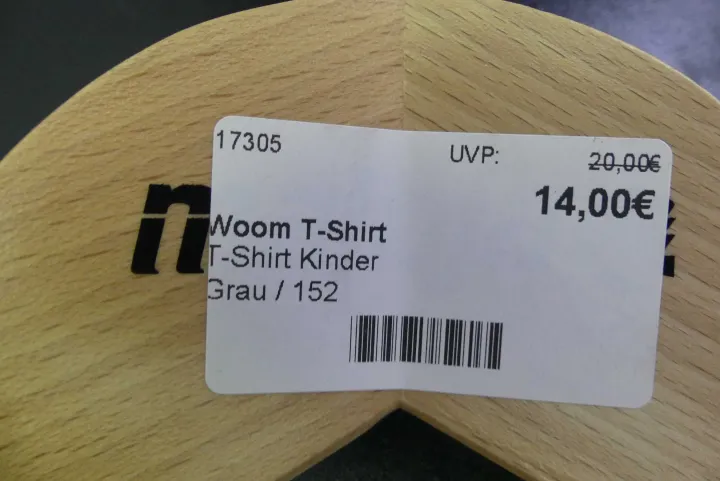 17305
UVP: 20,00€
14,00€
Woom T-Shirt
T-Shirt Kinder
Grau / 152